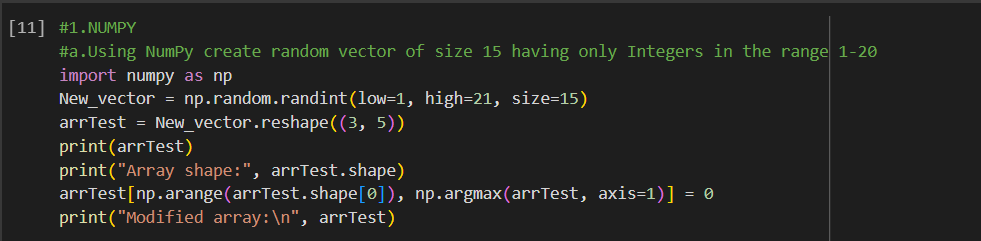 [11] #1.NUMPY
#a.Using NumPy create random vector of size 15 having only Integers in the range 1-20
import numpy as np
New_vector = np.random.randint(low=1, high=21, size=15)
arrTest = New_vector.reshape((3, 5))
print(arrTest)
print("Array shape:", arrTest.shape)
arrTest[np.arange(arrTest.shape[0]), np.argmax(arrTest, axis=1)] = 0
print("Modified array:\n", arrTest)